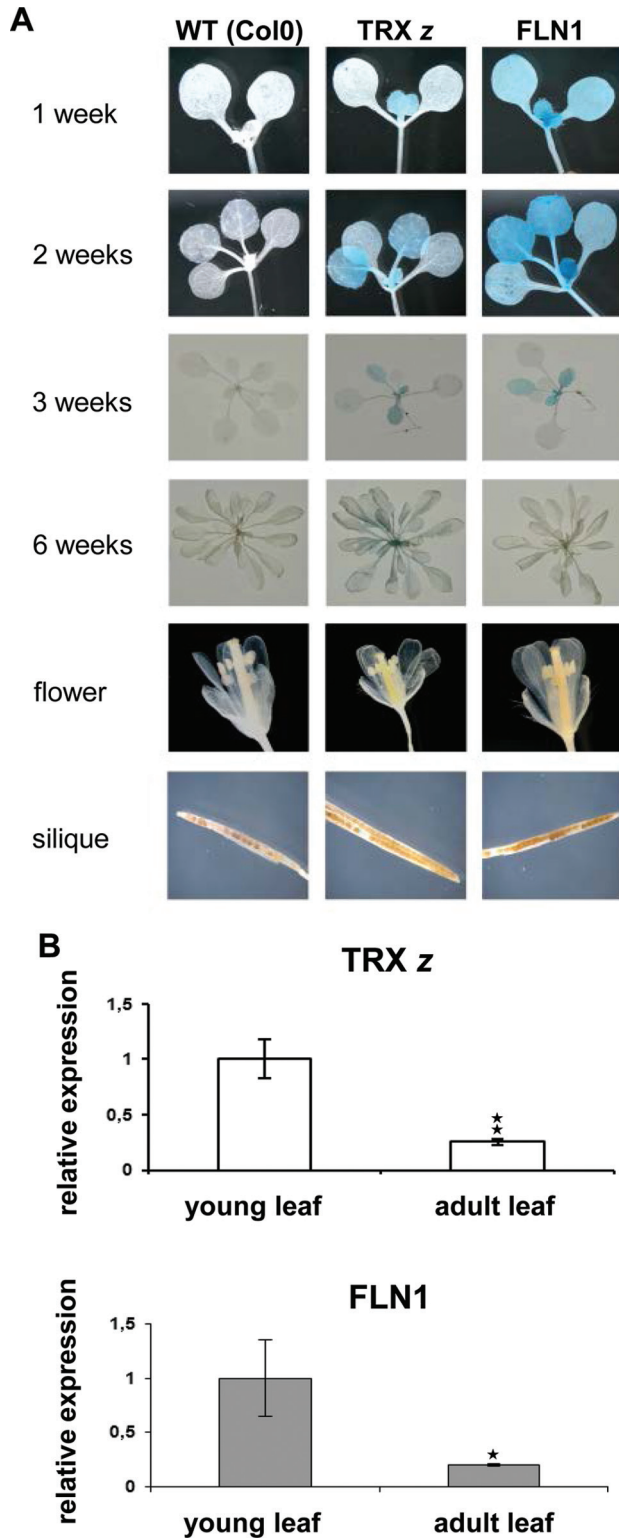 A
WT (Col0) TRX z FLN1
1 week
2 weeks
3 weeks
6 weeks
flower
silique
B
TRX z
relative expression
1,5
1
0,5
0
★
★
young leaf adult leaf
FLN1
relative expression
1,5
1
0,5
0
★
young leaf adult leaf